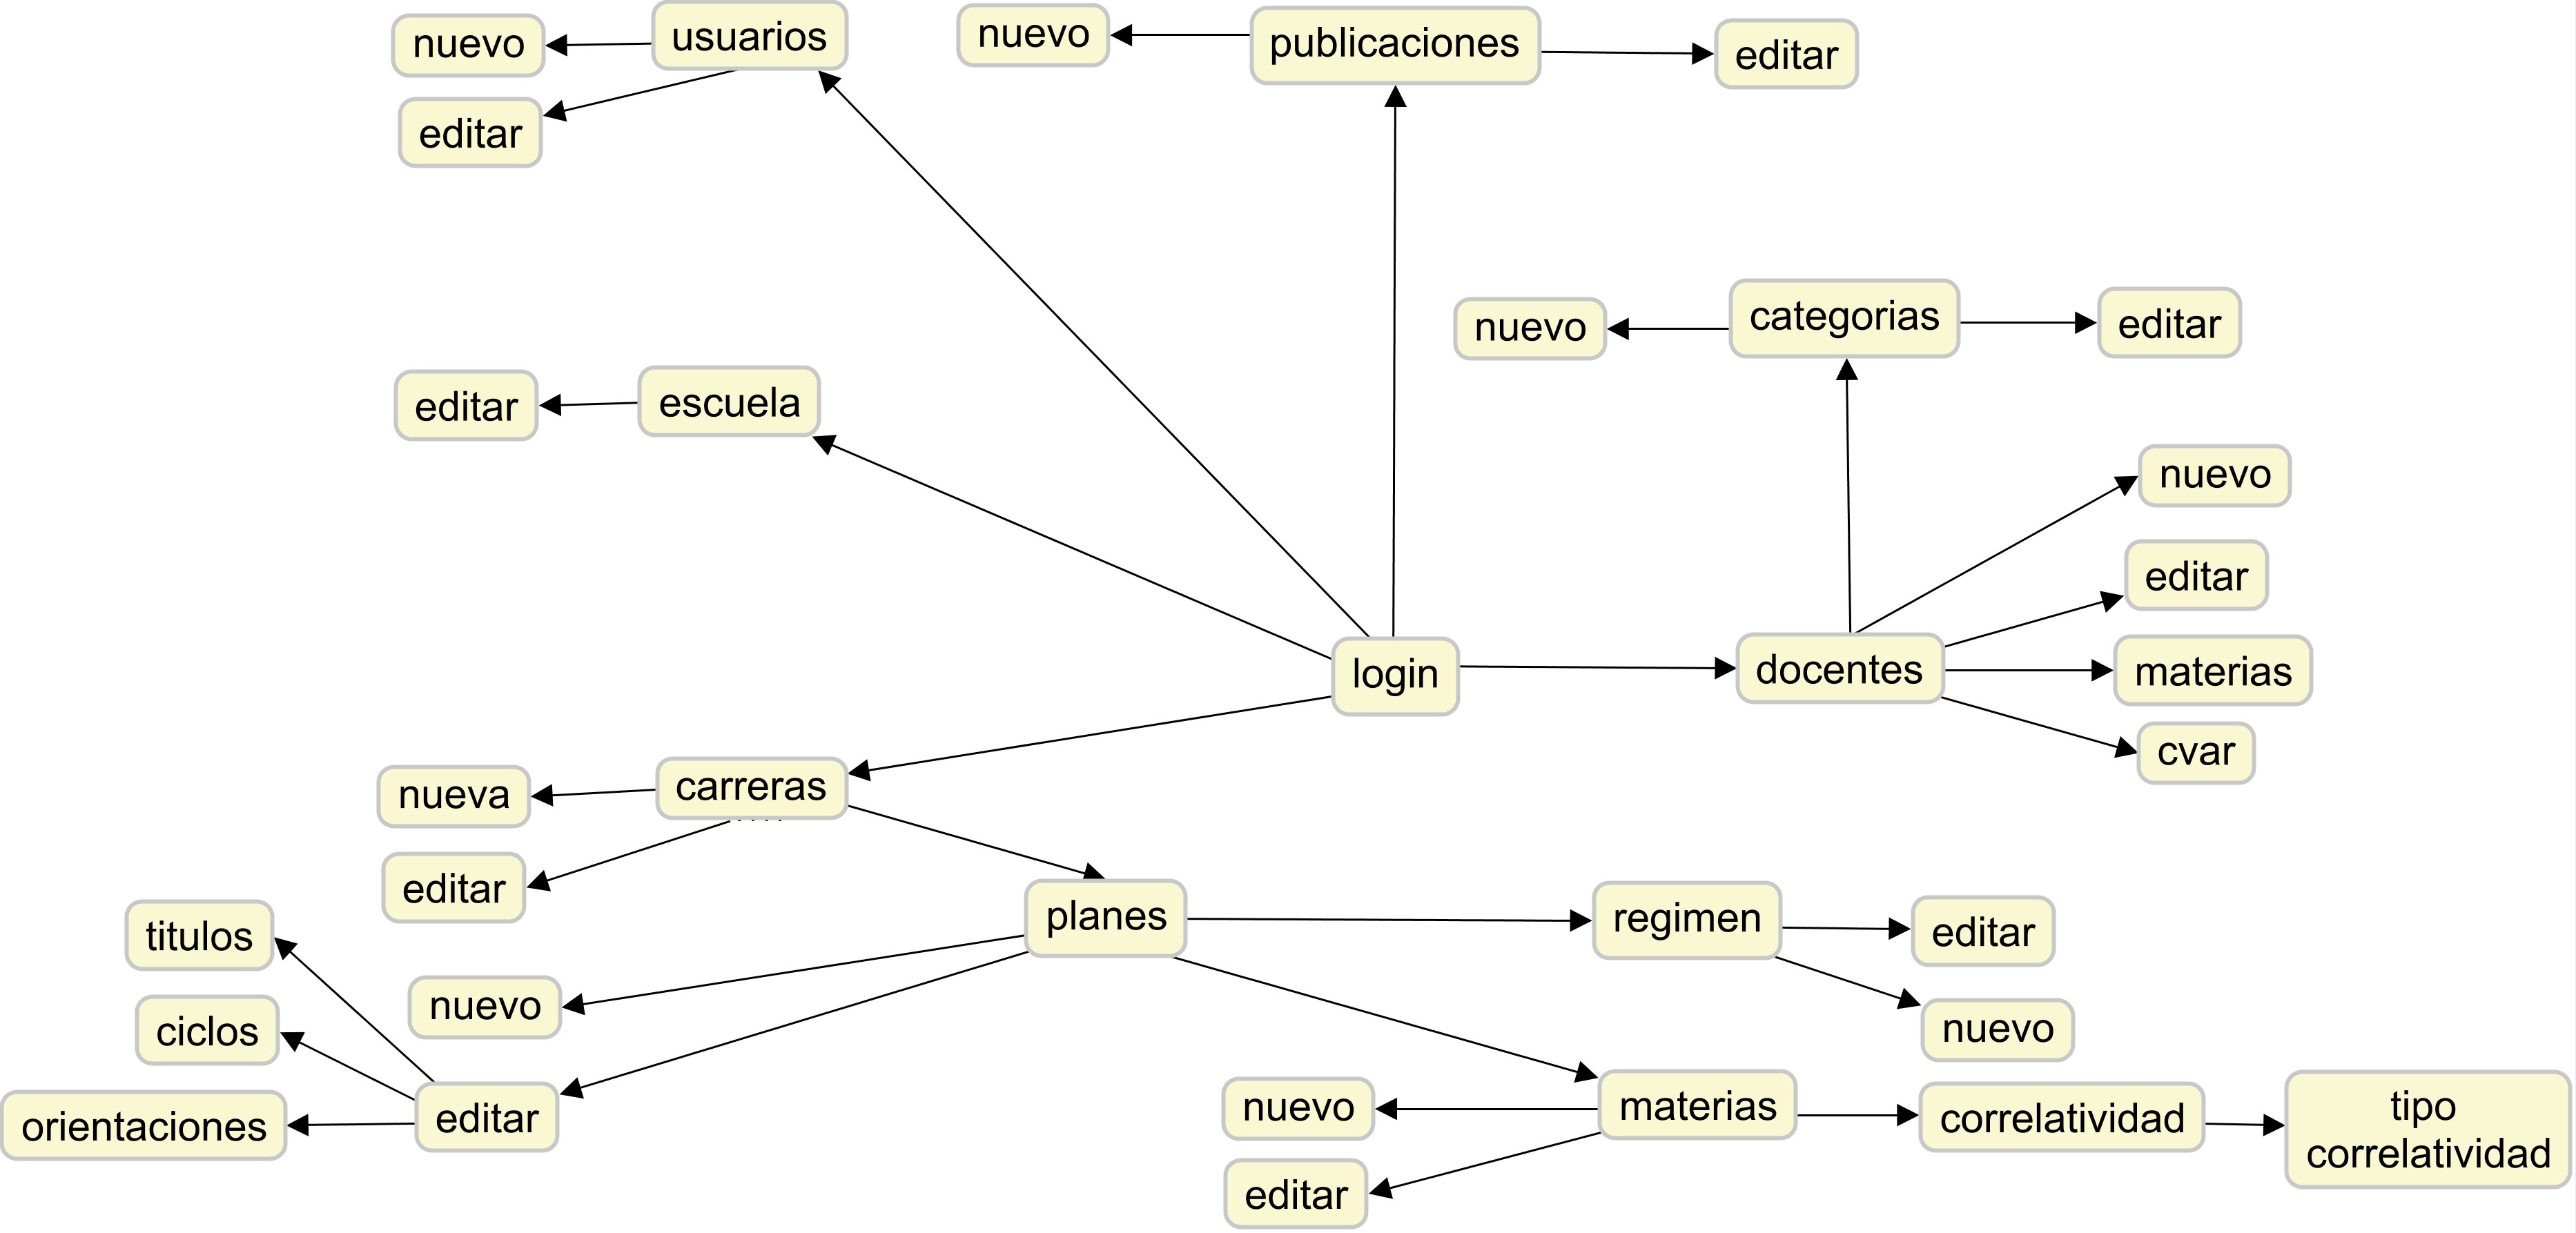 nuevo
usuarios
editar
nuevo
publicaciones
editar
nuevo
categorias
editar
editar
escuela
nuevo
editar
login
docentes
materias
cvar
nueva
carreras
editar
titulos
planes
regimen
editar
nuevo
ciclos
nuevo
orientaciones
editar
nuevo
materias
correlatividad
tipo
correlatividad
editar